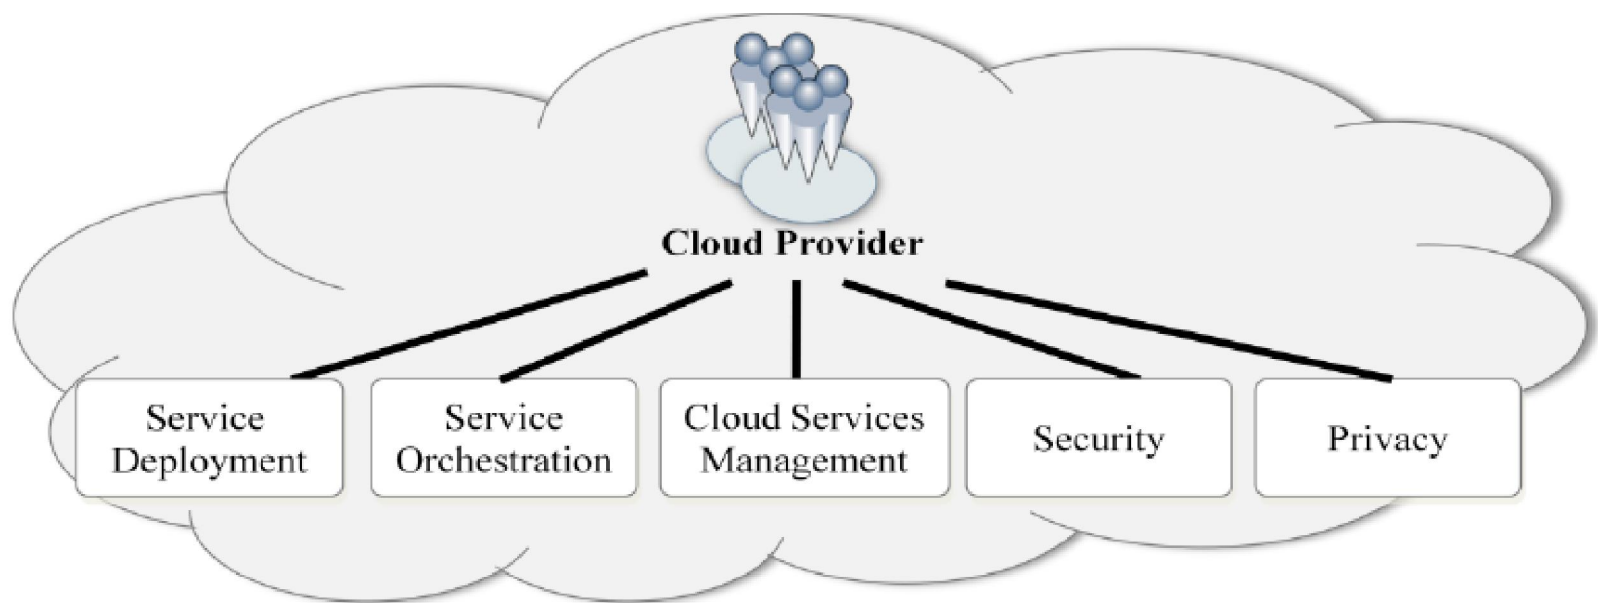 Cloud Provider
Service
Deployment
Service
Orchestration
Cloud Services
Management
Security
Privacy